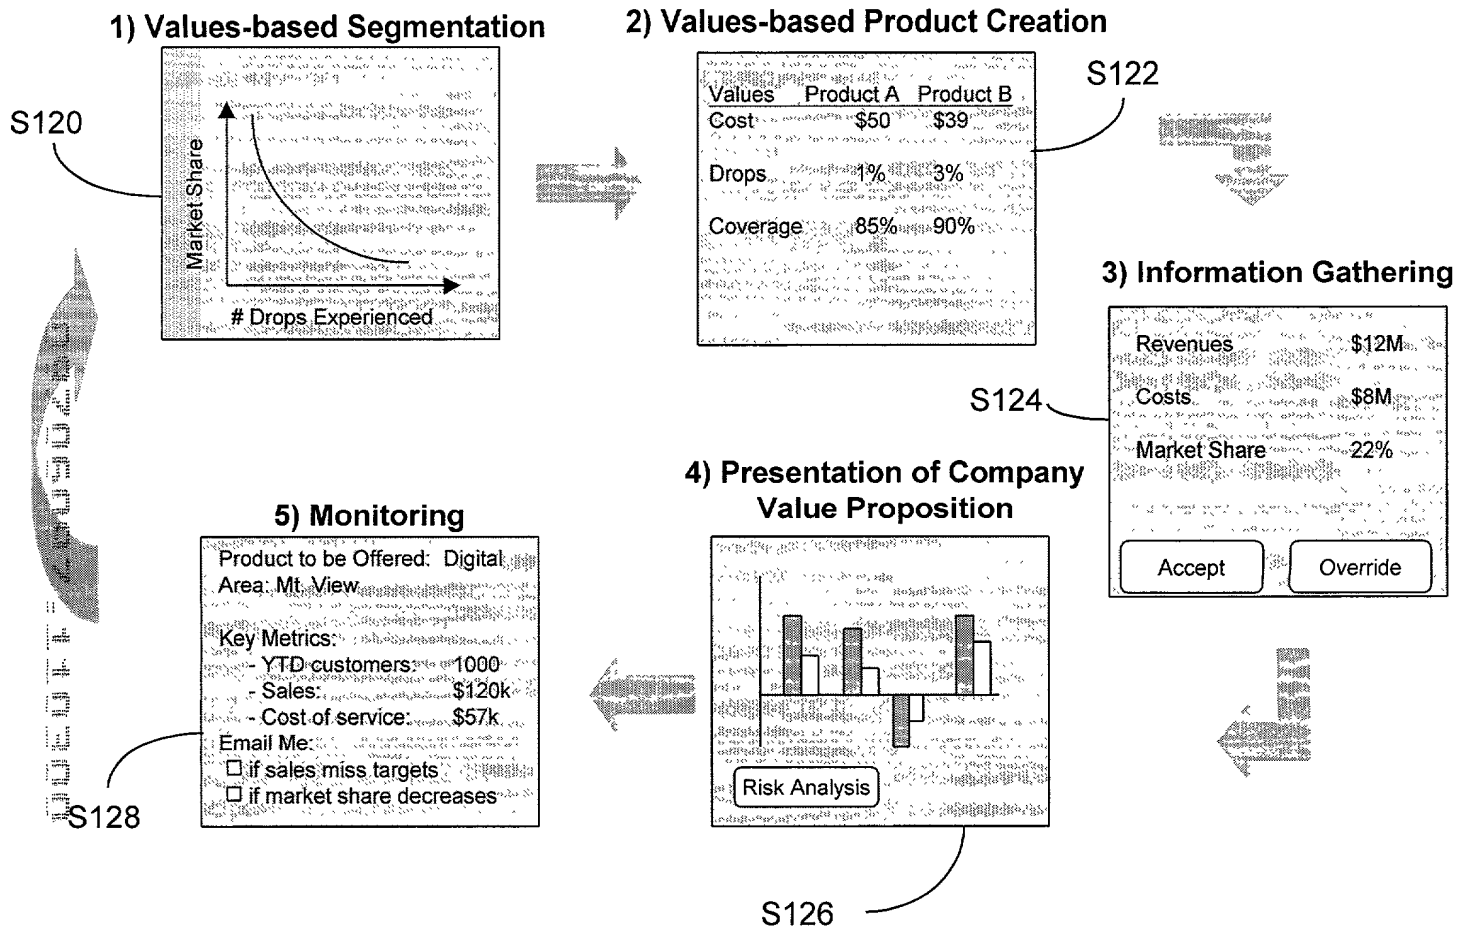 1) Values-based Segmentation
S120
Market Share
# Drops Experienced
2) Values-based Product Creation
S122
Values Product A Product B
Cost $50 $39
Drops 1% 3%
Coverage 85% 90%
3) Information Gathering
S124
Revenues $12M
Costs $8M
Market Share 22%
Accept Override
4) Presentation of Company
Value Proposition
Risk Analysis
S126
5) Monitoring
Product to be Offered: Digital
Area: Mt. View
Key Metrics:
- YTD customers: 1000
- Sales: $120k
- Cost of service: $57k
Email Me:
if sales miss targets
if market share decreases
S128